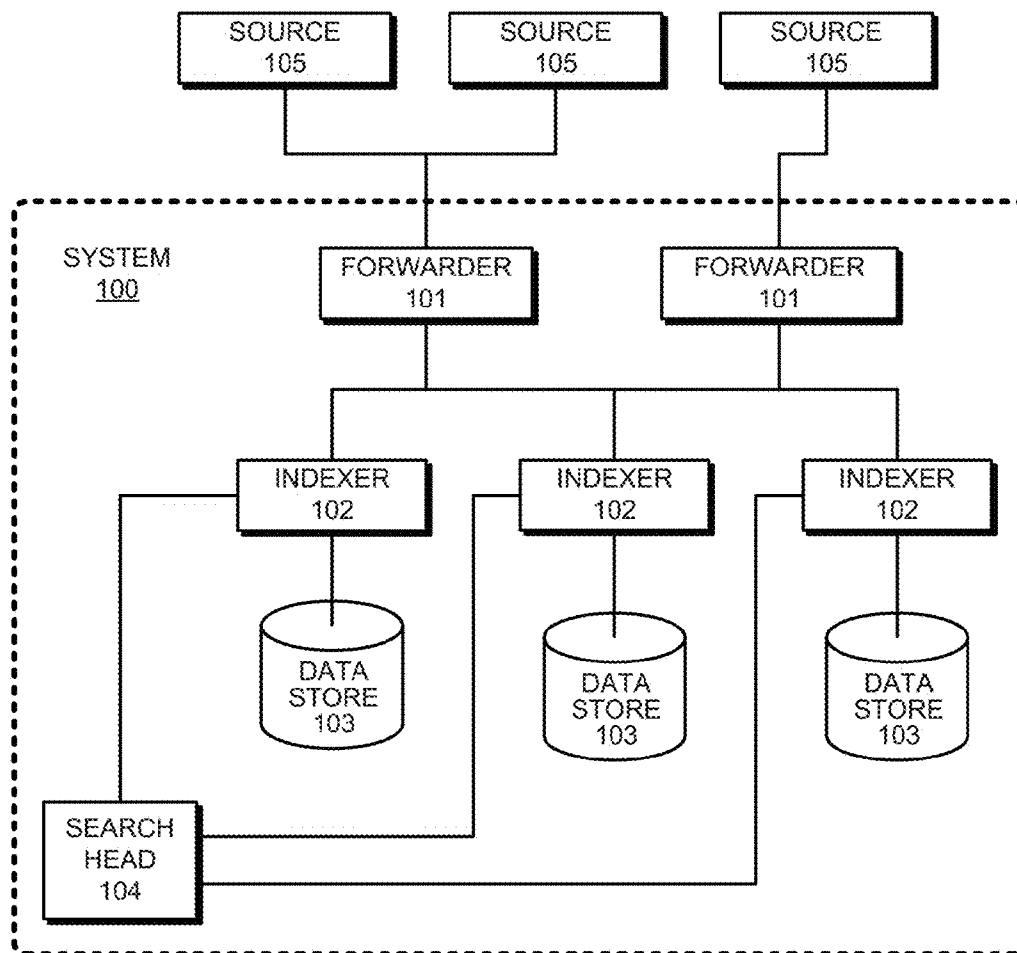 SOURCE
105
SOURCE
105
SOURCE
105
SYSTEM
100
FORWARDER
101
FORWARDER
101
INDEXER
102
INDEXER
102
INDEXER
102
DATA
STORE
103
DATA
STORE
103
DATA
STORE
103
SEARCH
HEAD
104